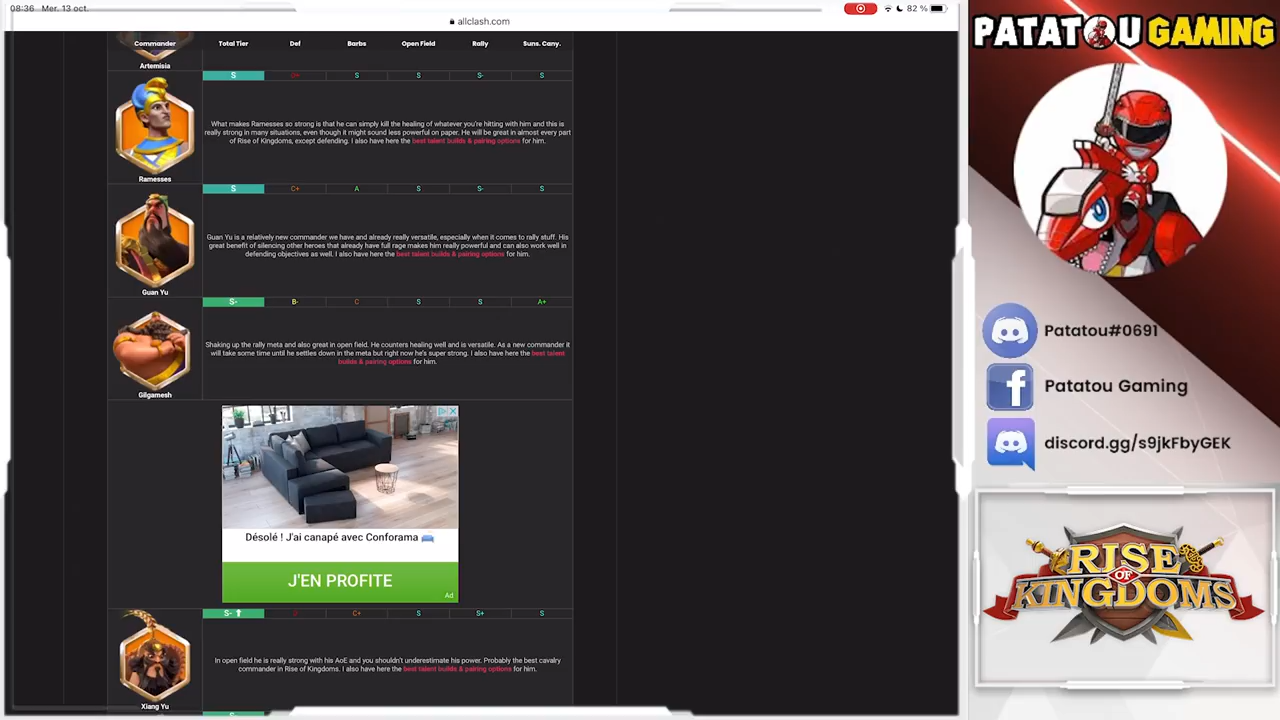 08:36 Mer. 13 oct.
82 %
allclash.com
Commander Total Tier Def Barbs Open Field Rally Suns. Cany.
Artemisia
S S S S- S
What makes Ramesses so strong is that he can simply kill the healing of whatever you're hitting with him and this is
really strong in many situations, even though it might sound less powerful on paper. He will be great in almost every part
of Rise of Kingdoms, except defending. I also have here the best talent builds & pairing options for him.
Ramesses
S C+ A S S- S
Guan Yu is a relatively new commander we have and already really versatile, especially when it comes to rally stuff. His
great benefit of silencing other heroes that already have full rage makes him really powerful and can also work well in
defending objectives as well. I also have here the best talent builds & pairing options for him.
Guan Yu
S- B- C S S A+
Shaking up the rally meta and also great in open field. He counters healing well and is versatile. As a new commander it
will take some time until he settles down in the meta but right now he's super strong. I also have here the best talent
builds & pairing options for him.
Gilgamesh
Désolé ! J'ai canapé avec Conforama
J'EN PROFITE
Ad
S- C+ S S+ S
In open field he is really strong with his AoE and you shouldn't underestimate his power. Probably the best cavalry
commander in Rise of Kingdoms. I also have here the best talent builds & pairing options for him.
Xiang Yu
PATATOU GAMING
Patatou#0691
Patatou Gaming
discord.gg/s9jkFbyGEK
RISE
OF
KINGDOMS